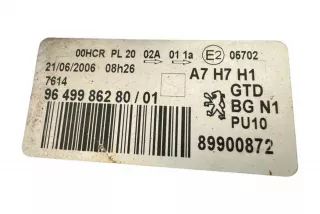 00HCR PL 20 02A 01 1a E2 05702
21/06/2006 08h26 A7 H7 H1
7614 GTD
96 499 862 80 / 01 BG N1
PU10
89900872